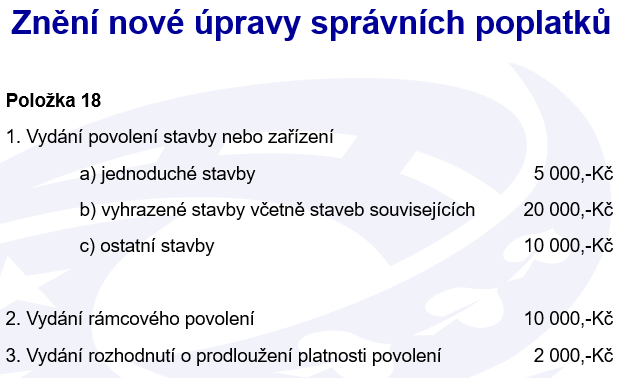 Znění nové úpravy správních poplatků
Položka 18
1. Vydání povolení stavby nebo zařízení
a) jednoduché stavby 5 000,-Kč
b) vyhrazené stavby včetně staveb souvisejících 20 000,-Kč
c) ostatní stavby 10 000,-Kč
2. Vydání rámcového povolení 10 000,-Kč
3. Vydání rozhodnutí o prodloužení platnosti povolení 2 000,-Kč